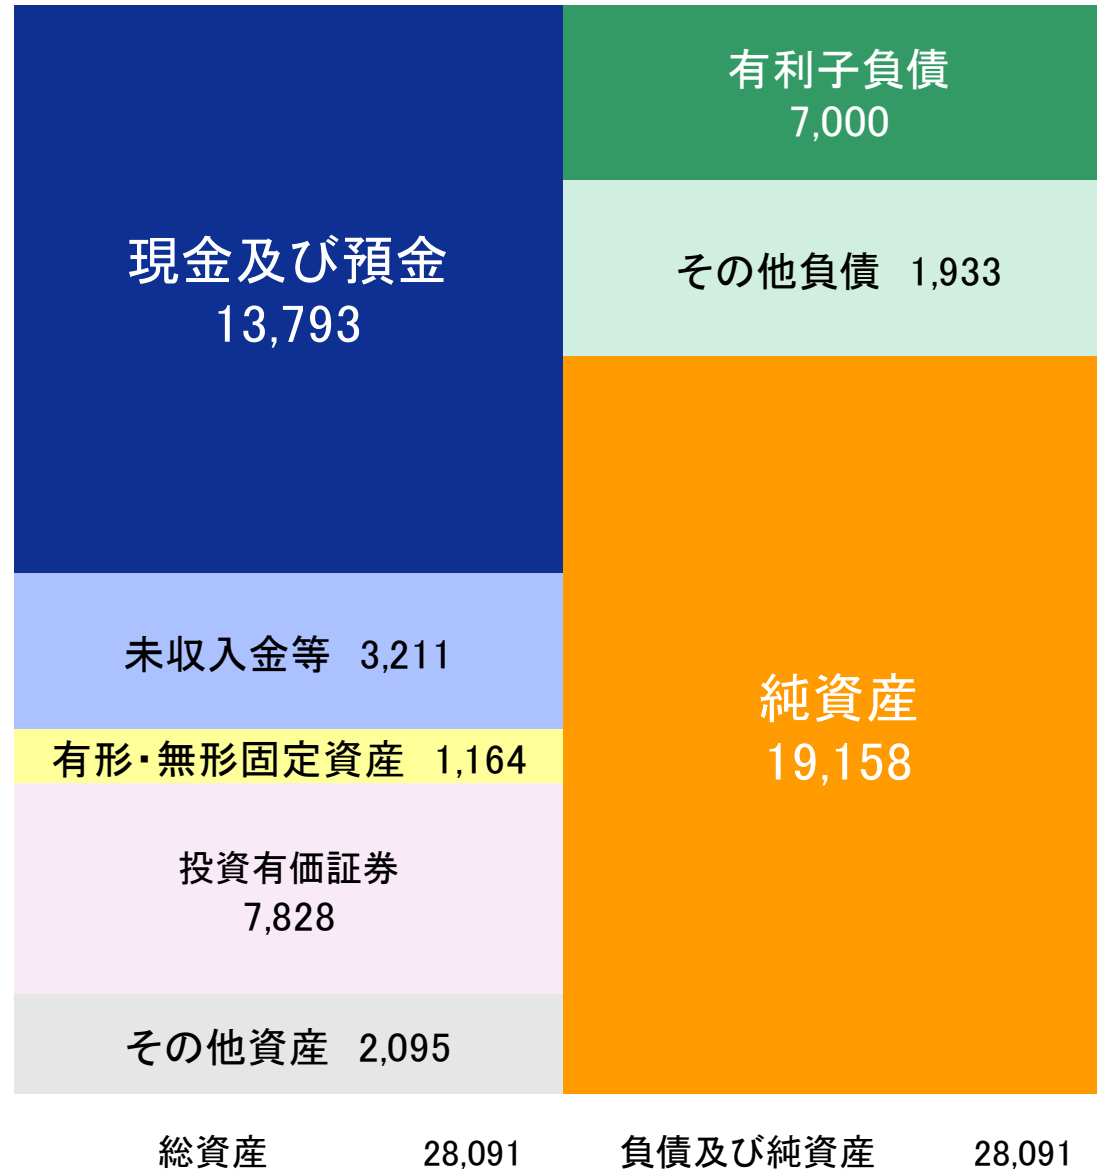 現金及び預金
13,793
未収入金等 3,211
有形・無形固定資産 1,164
投資有価証券
7,828
その他資産 2,095
有利子負債
7,000
その他負債 1,933
純資産
19,158
総資産 28,091 負債及び純資産 28,091